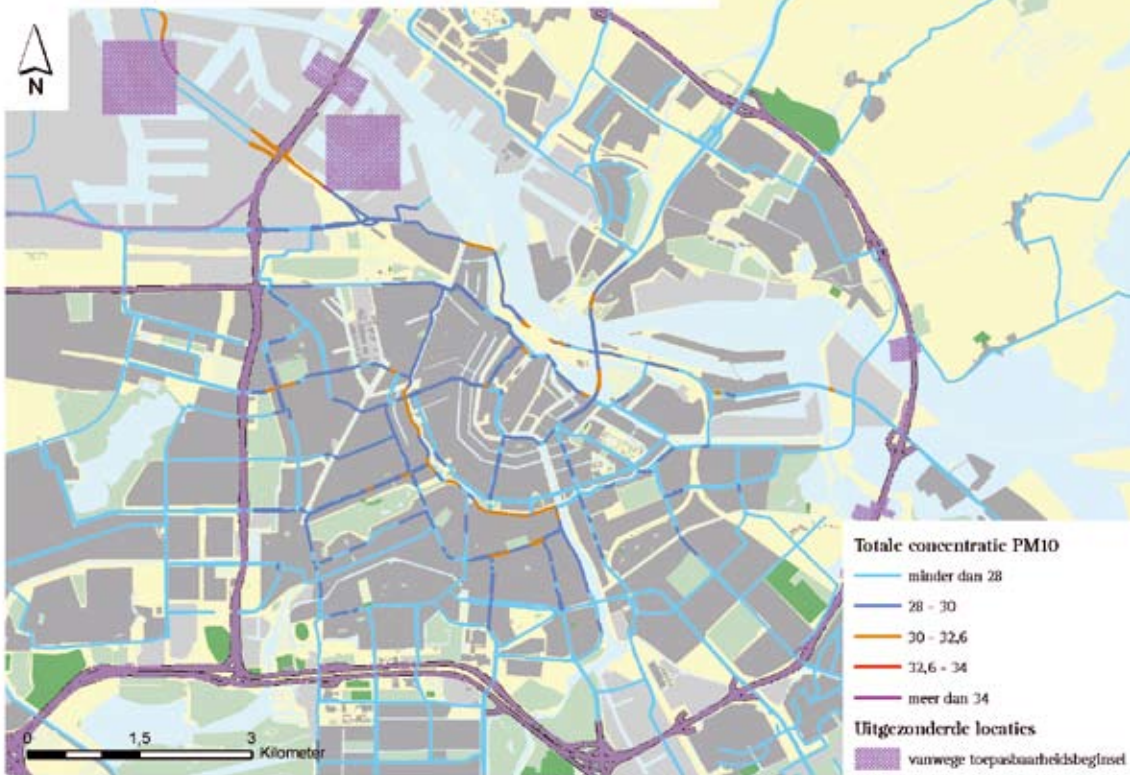 N
Totale concentratie PM10
minder dan 28
28 - 30
30 - 32,6
32,6 - 34
meer dan 34
Uitgezonderde locaties
vanwege toepasbaarheidsbeginsel
0 1,5 3
Kilometer